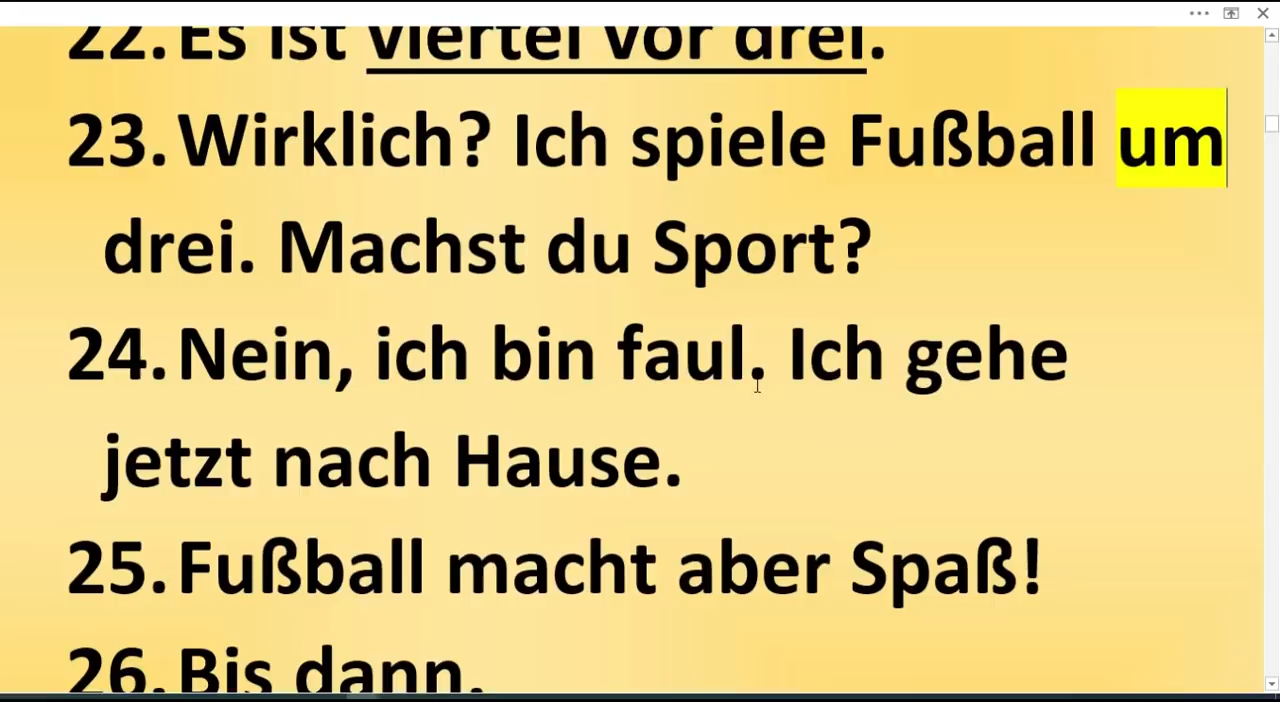 22. Es ist viertel vor drei.
23. Wirklich? Ich spiele Fußball um
drei. Machst du Sport?
24. Nein, ich bin faul. Ich gehe
jetzt nach Hause.
25. Fußball macht aber Spaß!
26. Bis dann.